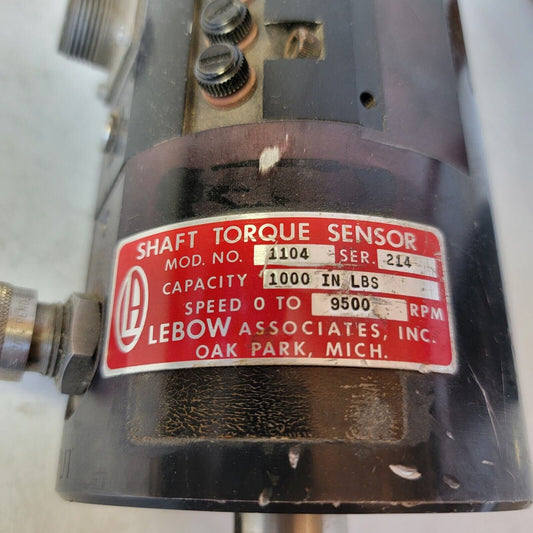 SHAFT TORQUE SENSOR
MOD. NO. 1104 SER. 214
CAPACITY 1000 IN LBS
SPEED 0 TO 9500 RPM
LEBOW ASSOCIATES, INC.
OAK PARK, MICH.